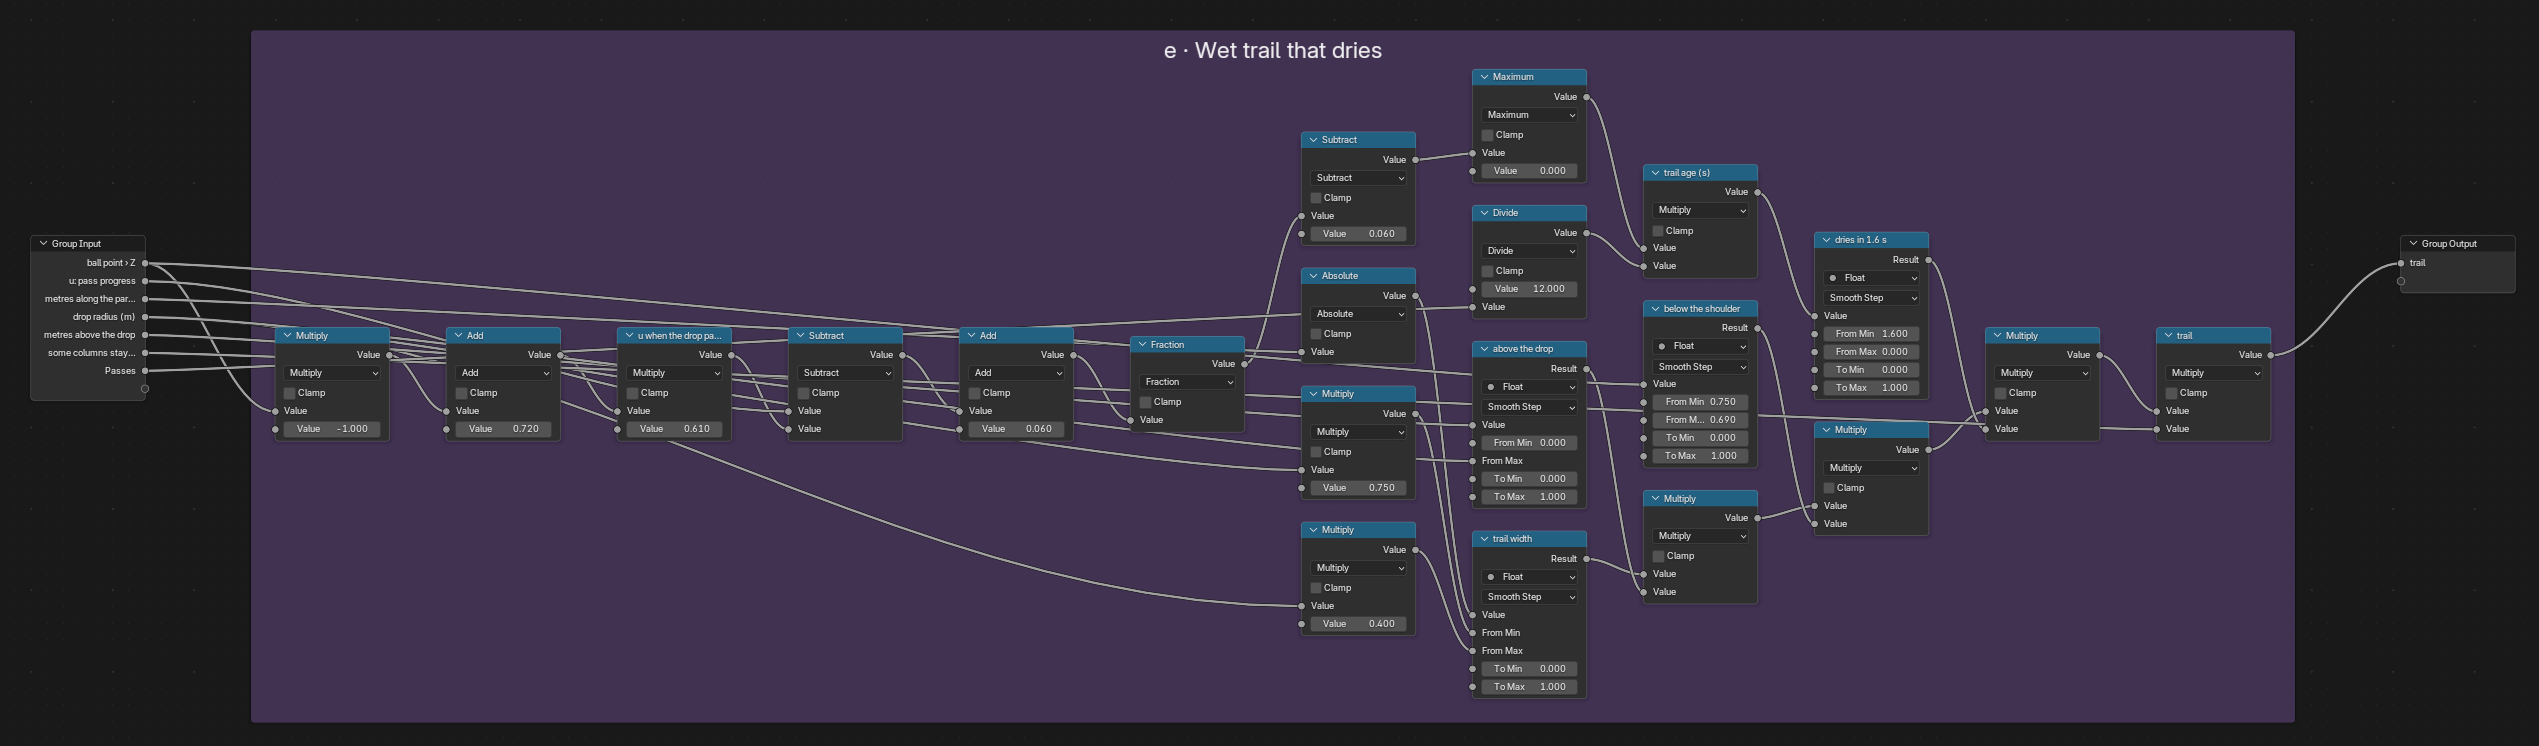 e · Wet trail that dries
Group Input
ball point › Z
u: pass progress
metres along the par...
drop radius (m)
metres above the drop
some columns stay...
Passes
Multiply
Value
Multiply
Clamp
Value
Value -1.000
Add
Value
Add
Clamp
Value
Value 0.720
u when the drop pa...
Value
Multiply
Clamp
Value
Value 0.610
Subtract
Value
Subtract
Clamp
Value
Value
Add
Value
Add
Clamp
Value
Value 0.060
Fraction
Value
Fraction
Clamp
Value
Subtract
Value
Subtract
Clamp
Value
Value 0.060
Absolute
Value
Absolute
Clamp
Value
Multiply
Value
Multiply
Clamp
Value
Value 0.750
Multiply
Value
Multiply
Clamp
Value
Value 0.400
Maximum
Value
Maximum
Clamp
Value
Value 0.000
Divide
Value
Divide
Clamp
Value 12.000
Value
above the drop
Result
Float
Smooth Step
Value
From Min 0.000
From Max
To Min 0.000
To Max 1.000
trail width
Result
Float
Smooth Step
Value
From Min
From Max
To Min 0.000
To Max 1.000
trail age (s)
Value
Multiply
Clamp
Value
Value
below the shoulder
Result
Float
Smooth Step
Value
From Min 0.750
From M... 0.690
To Min 0.000
To Max 1.000
Multiply
Value
Multiply
Clamp
Value
Value
dries in 1.6 s
Result
Float
Smooth Step
Value
From Min 1.600
From Max 0.000
To Min 0.000
To Max 1.000
Multiply
Value
Multiply
Clamp
Value
Value
Multiply
Value
Multiply
Clamp
Value
Value
trail
Value
Multiply
Clamp
Value
Value
Group Output
trail